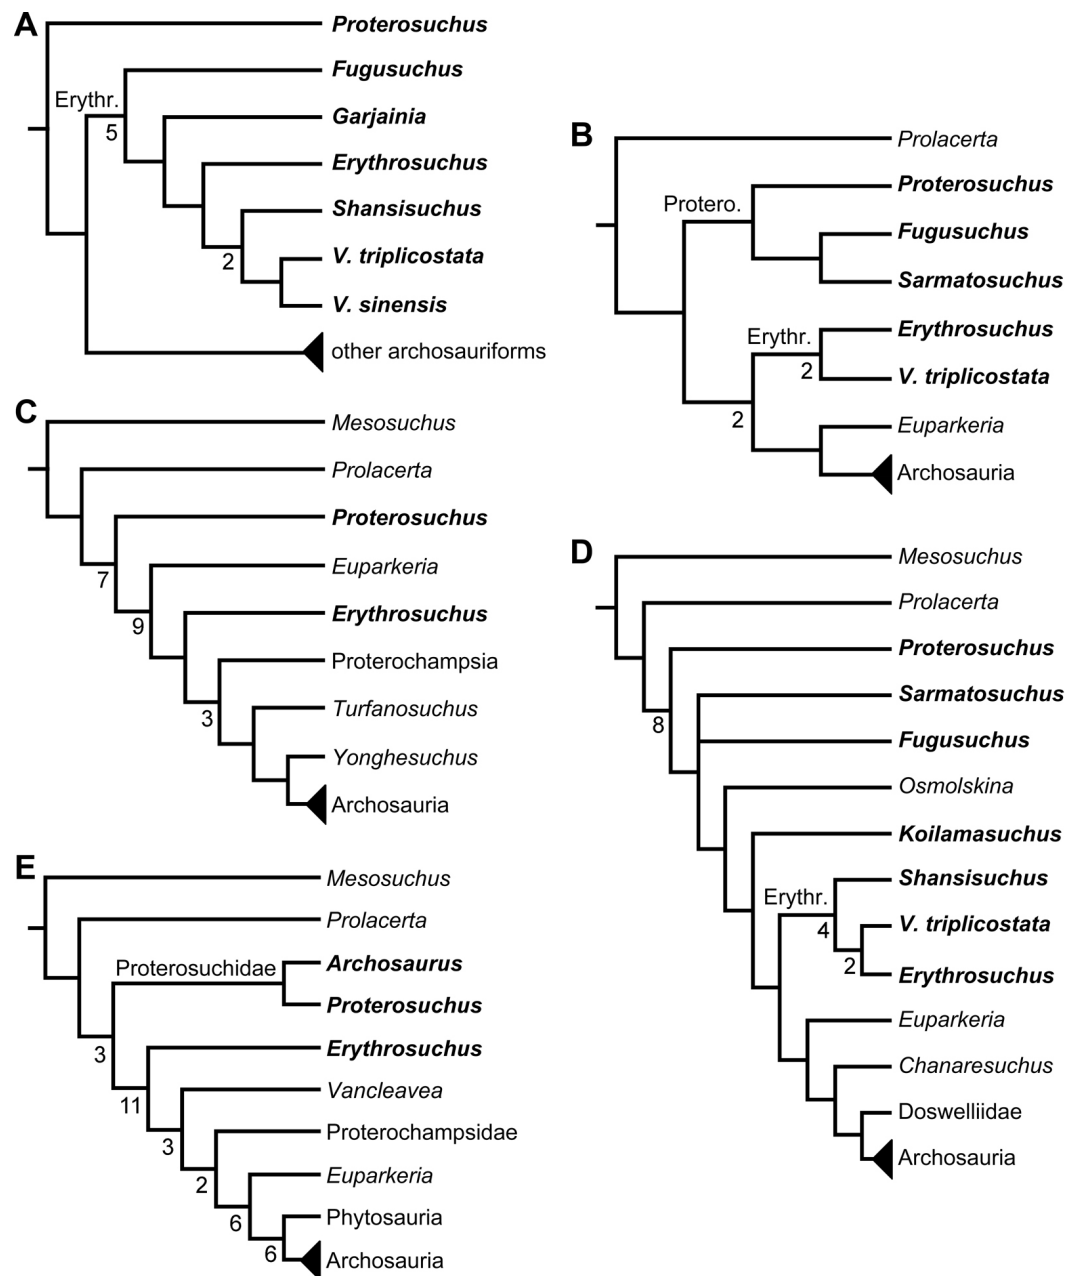 A
Proterosuchus
Fugusuchus
Erythr.
5
Garjainia
Erythrosuchus
Shansisuchus
2
V. triplicostata
V. sinensis
other archosauriforms
B
Prolacerta
Proterosuchus
Protero.
Fugusuchus
Sarmatosuchus
Erythrosuchus
Erythr.
2
V. triplicostata
2
Euparkeria
Archosauria
C
Mesosuchus
Prolacerta
Proterosuchus
7
Euparkeria
9
Erythrosuchus
Proterochampsia
3
Turfanosuchus
Yonghesuchus
Archosauria
D
Mesosuchus
Prolacerta
Proterosuchus
8
Sarmatosuchus
Fugusuchus
Osmolskina
Koilamasuchus
Shansisuchus
Erythr.
4
V. triplicostata
2
Erythrosuchus
Euparkeria
Chanaresuchus
Doswelliidae
Archosauria
E
Mesosuchus
Prolacerta
Proterosuchidae
Archosaurus
Proterosuchus
3
Erythrosuchus
11
Vancleavea
3
Proterochampsidae
2
Euparkeria
6
Phytosauria
6
Archosauria